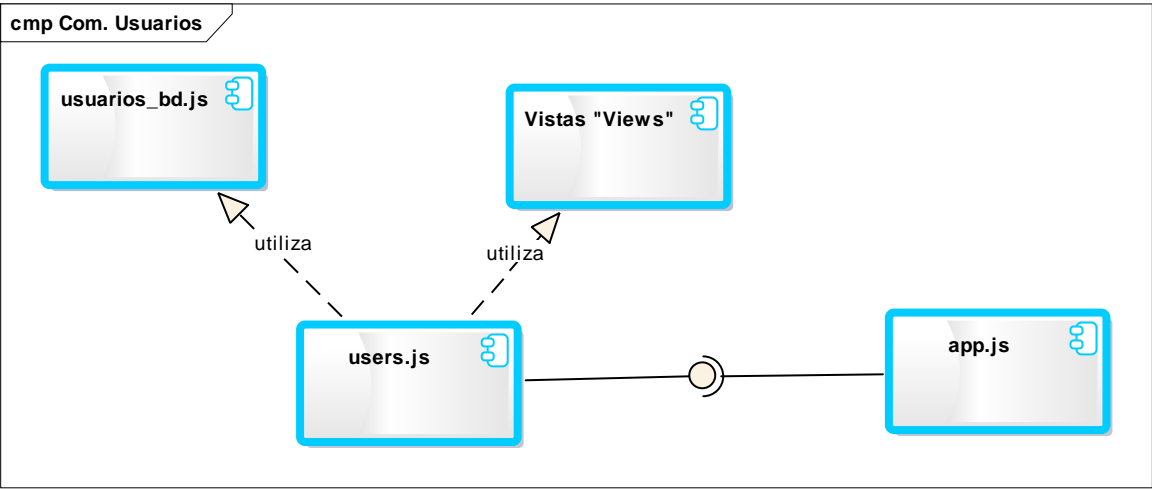 cmp Com. Usuarios
usuarios_bd.js
Vistas "Views"
utiliza
utiliza
users.js
app.js